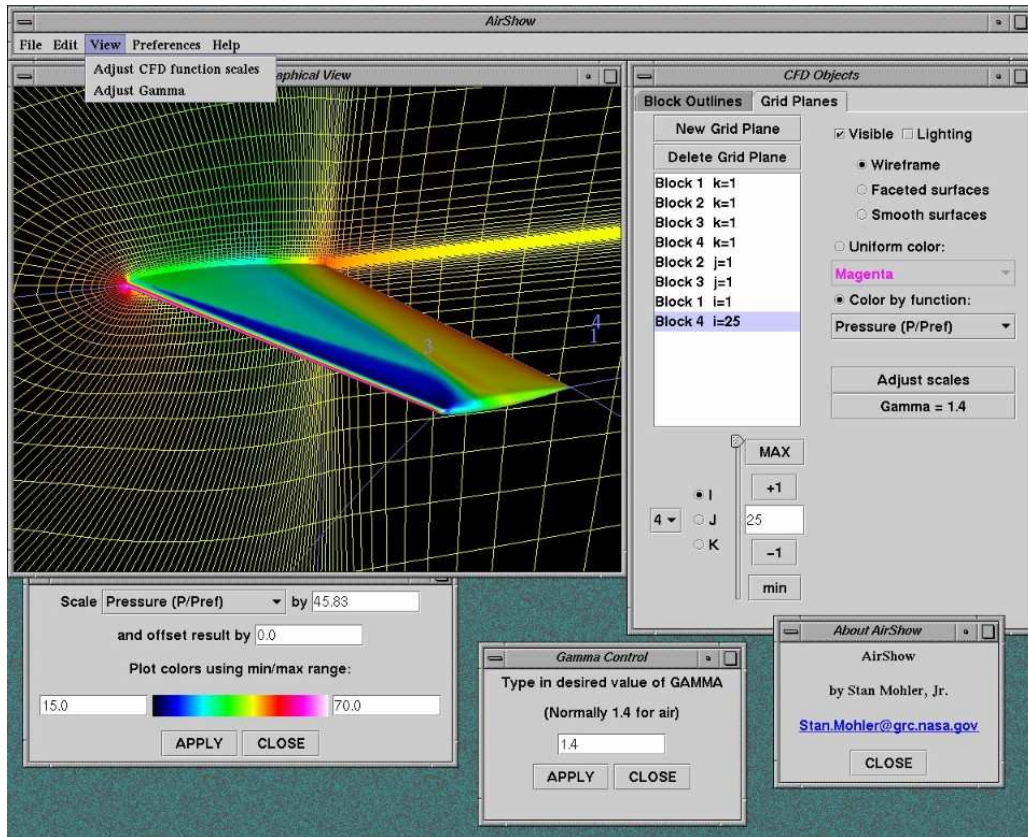 AirShow
File Edit View Preferences Help
Adjust CFD function scales
Adjust Gamma
aphical View
3
4
1
CFD Objects
Block Outlines Grid Planes
New Grid Plane
Delete Grid Plane
Block 1 k=1
Block 2 k=1
Block 3 k=1
Block 4 k=1
Block 2 j=1
Block 3 j=1
Block 1 i=1
Block 4 i=25
Visible Lighting
Wireframe
Faceted surfaces
Smooth surfaces
Uniform color:
Magenta
Color by function:
Pressure (P/Pref)
Adjust scales
Gamma = 1.4
MAX
+1
4 I J K 25
-1
min
Scale Pressure (P/Pref) by 45.83
and offset result by 0.0
Plot colors using min/max range:
15.0 70.0
APPLY CLOSE
Gamma Control
Type in desired value of GAMMA
(Normally 1.4 for air)
1.4
APPLY CLOSE
About AirShow
AirShow
by Stan Mohler, Jr.
Stan.Mohler@grc.nasa.gov
CLOSE